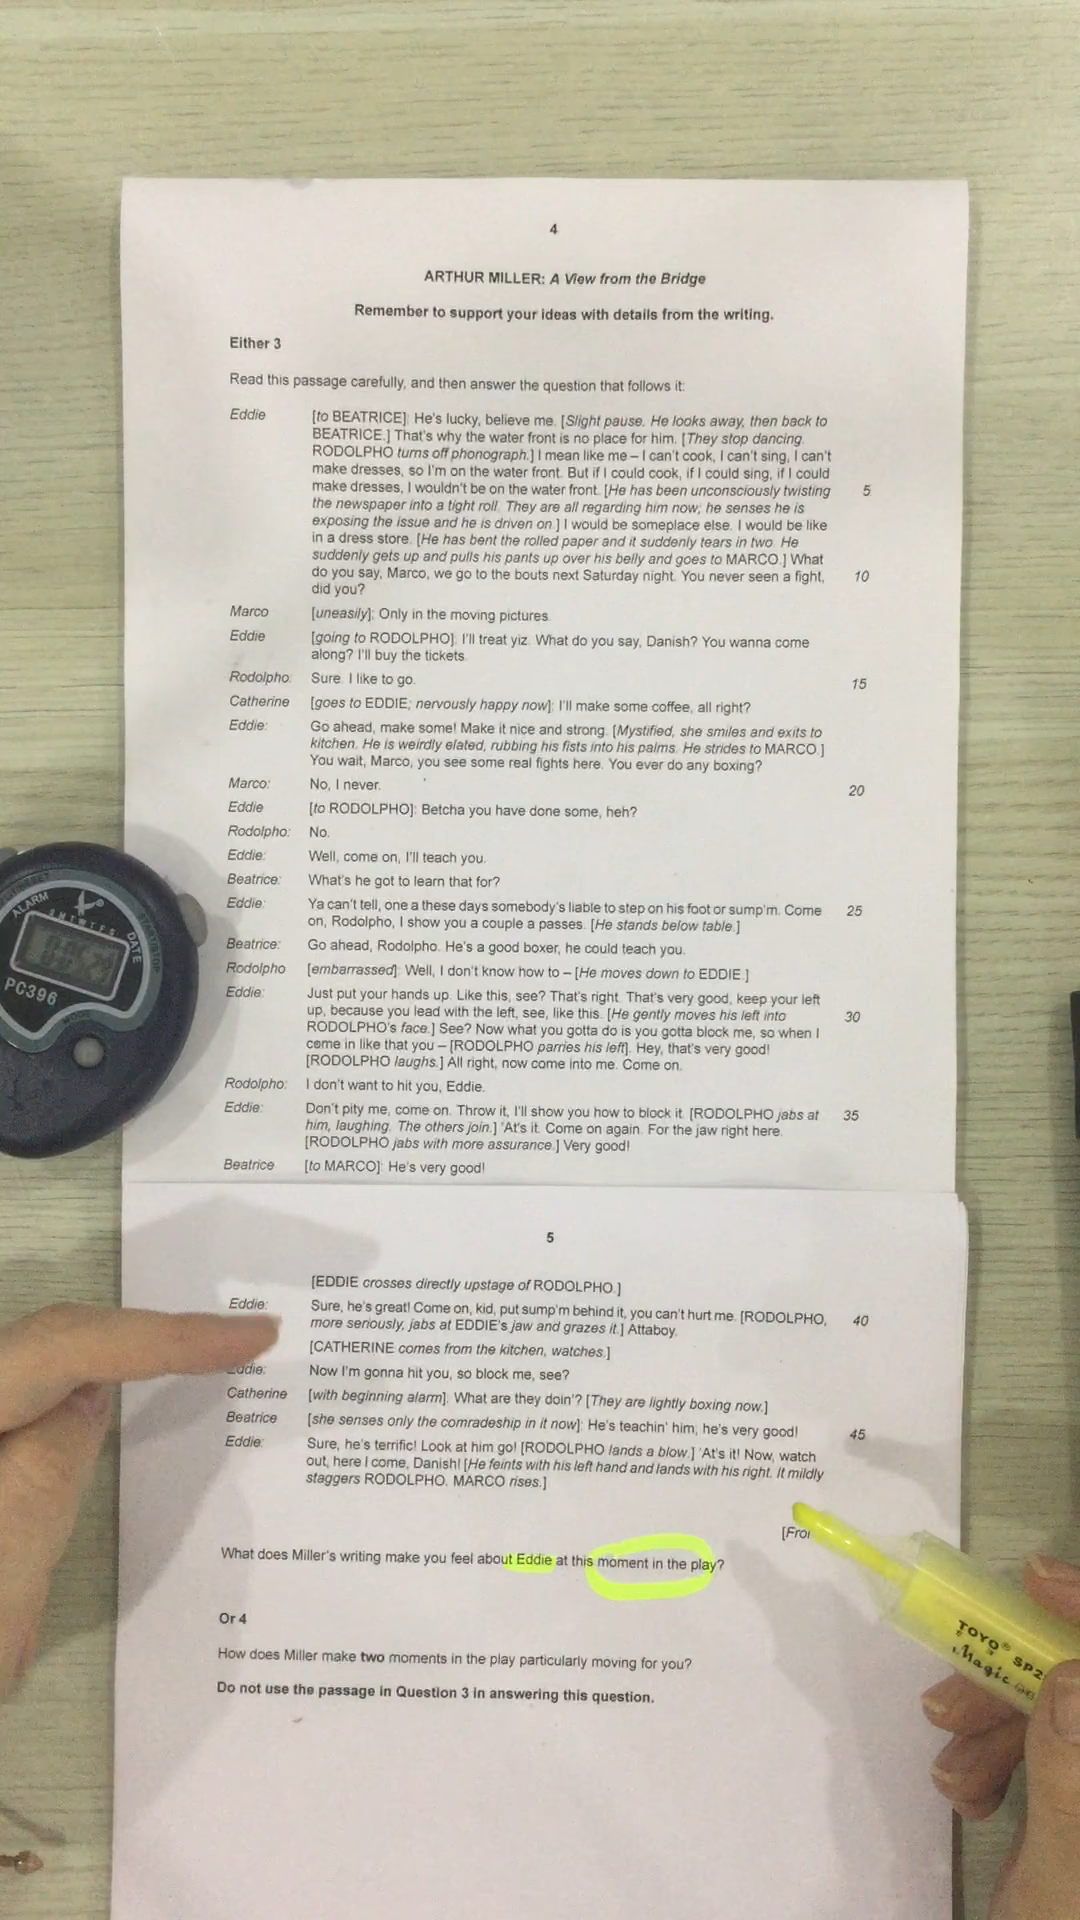 4
ARTHUR MILLER: A View from the Bridge
Remember to support your ideas with details from the writing.
Either 3
Read this passage carefully, and then answer the question that follows it:
Eddie [to BEATRICE]: He's lucky, believe me. [Slight pause. He looks away, then back to
BEATRICE.] That's why the water front is no place for him. [They stop dancing.
RODOLPHO turns off phonograph.] I mean like me – I can't cook, I can't sing, I can't
make dresses, so I'm on the water front. But if I could cook, if I could sing, if I could
make dresses, I wouldn't be on the water front. [He has been unconsciously twisting 5
the newspaper into a tight roll. They are all regarding him now; he senses he is
exposing the issue and he is driven on.] I would be someplace else. I would be like
in a dress store. [He has bent the rolled paper and it suddenly tears in two. He
suddenly gets up and pulls his pants up over his belly and goes to MARCO.] What
do you say, Marco, we go to the bouts next Saturday night. You never seen a fight, 10
did you?
Marco [uneasily]: Only in the moving pictures.
Eddie [going to RODOLPHO]: I'll treat yiz. What do you say, Danish? You wanna come
along? I'll buy the tickets.
Rodolpho: Sure. I like to go. 15
Catherine [goes to EDDIE; nervously happy now]: I'll make some coffee, all right?
Eddie: Go ahead, make some! Make it nice and strong. [Mystified, she smiles and exits to
kitchen. He is weirdly elated, rubbing his fists into his palms. He strides to MARCO.]
You wait, Marco, you see some real fights here. You ever do any boxing?
Marco: No, I never. 20
Eddie [to RODOLPHO]: Betcha you have done some, heh?
Rodolpho: No.
Eddie: Well, come on, I'll teach you.
Beatrice: What's he got to learn that for?
Eddie: Ya can't tell, one a these days somebody's liable to step on his foot or sump'm. Come 25
on, Rodolpho, I show you a couple a passes. [He stands below table.]
Beatrice: Go ahead, Rodolpho. He's a good boxer, he could teach you.
Rodolpho [embarrassed]: Well, I don't know how to – [He moves down to EDDIE.]
Eddie: Just put your hands up. Like this, see? That's right. That's very good, keep your left
up, because you lead with the left, see, like this. [He gently moves his left into 30
RODOLPHO's face.] See? Now what you gotta do is you gotta block me, so when I
come in like that you – [RODOLPHO parries his left]. Hey, that's very good!
[RODOLPHO laughs.] All right, now come into me. Come on.
Rodolpho: I don't want to hit you, Eddie.
Eddie: Don't pity me, come on. Throw it, I'll show you how to block it. [RODOLPHO jabs at 35
him, laughing. The others join.] 'At's it. Come on again. For the jaw right here.
[RODOLPHO jabs with more assurance.] Very good!
Beatrice [to MARCO]: He's very good!
5
[EDDIE crosses directly upstage of RODOLPHO.]
Eddie: Sure, he's great! Come on, kid, put sump'm behind it, you can't hurt me. [RODOLPHO, 40
more seriously, jabs at EDDIE's jaw and grazes it.] Attaboy.
[CATHERINE comes from the kitchen, watches.]
Eddie: Now I'm gonna hit you, so block me, see?
Catherine [with beginning alarm]: What are they doin'? [They are lightly boxing now.]
Beatrice [she senses only the comradeship in it now]: He's teachin' him; he's very good! 45
Eddie: Sure, he's terrific! Look at him go! [RODOLPHO lands a blow.] 'At's it! Now, watch
out, here I come, Danish! [He feints with his left hand and lands with his right. It mildly
staggers RODOLPHO. MARCO rises.]
What does Miller's writing make you feel about Eddie at this moment in the play?
Or 4
How does Miller make two moments in the play particularly moving for you?
Do not use the passage in Question 3 in answering this question.
ALARM
S M T W T F S
DATE
PC396
TOYO SP2
Magic